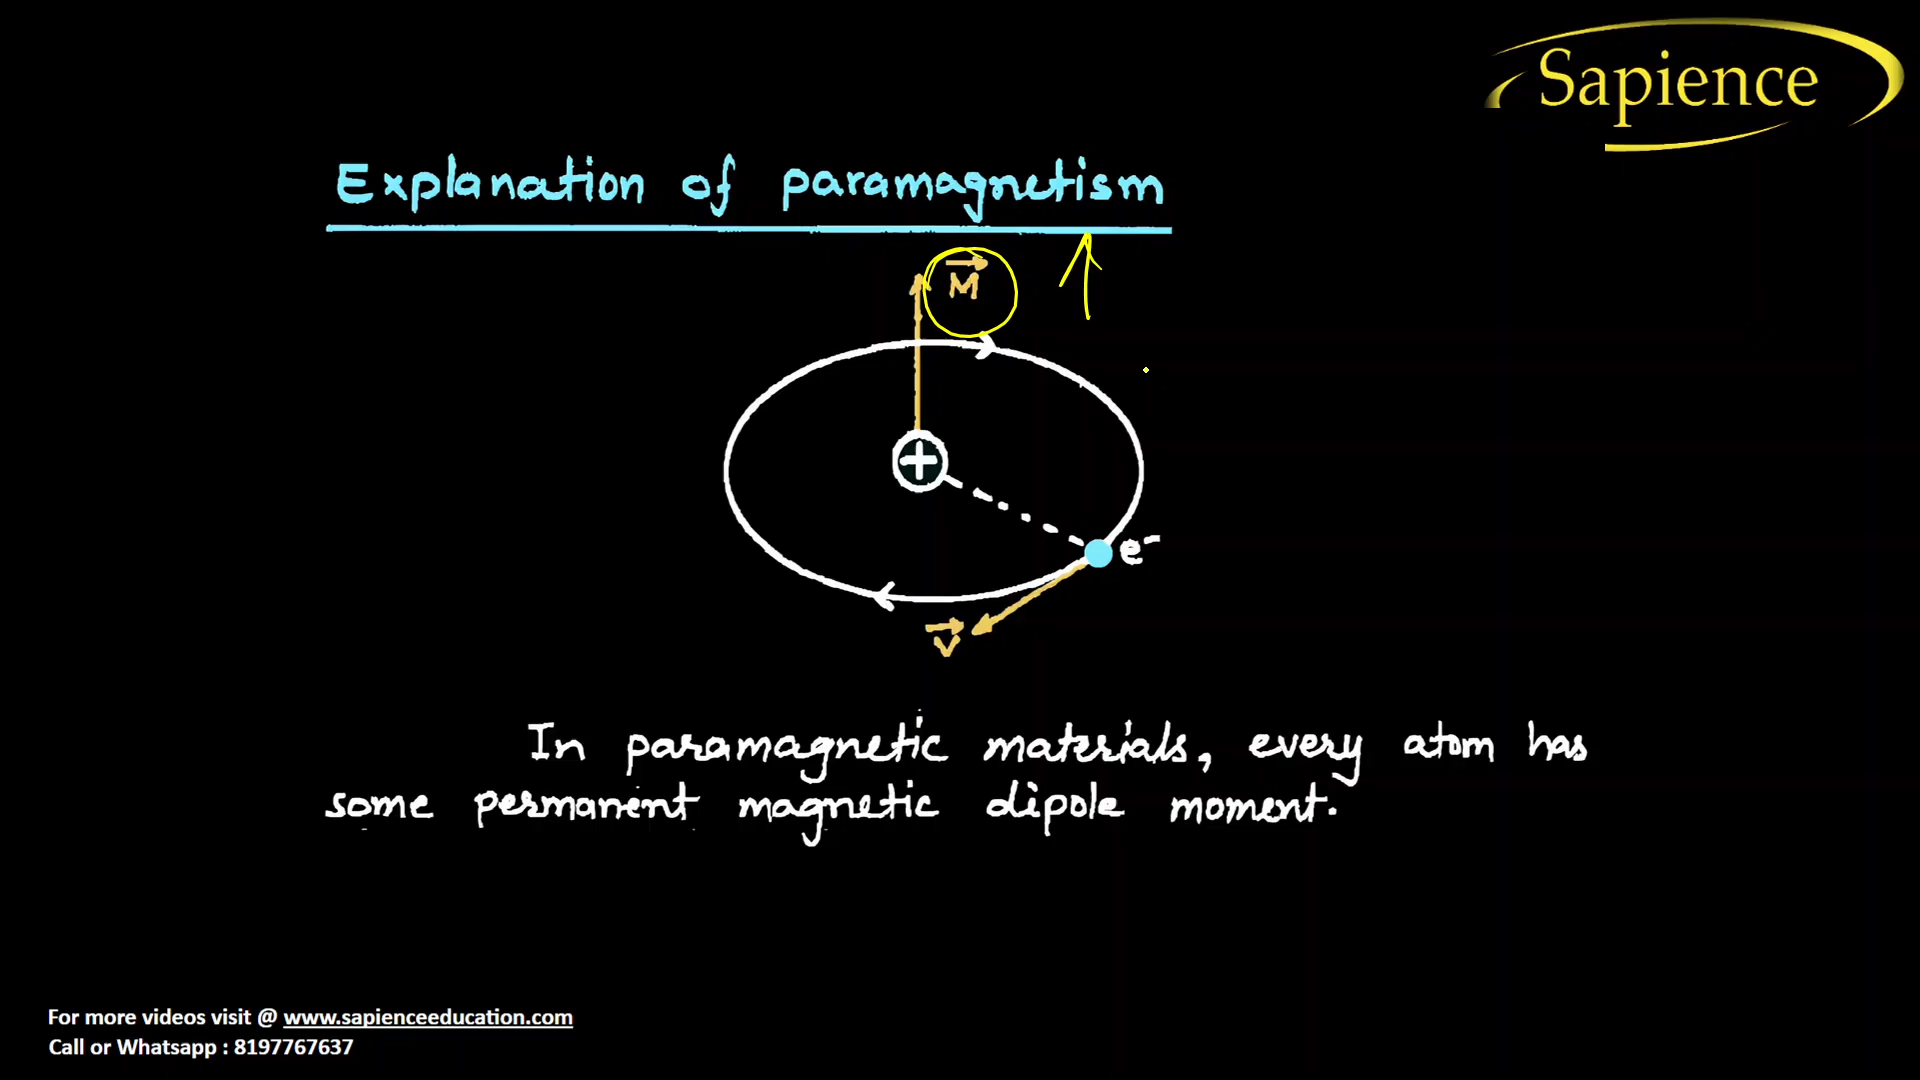 Sapience
Explanation of paramagnetism
M
+
e-
v
In paramagnetic materials, every atom has
some permanent magnetic dipole moment.
For more videos visit @ www.sapienceeducation.com
Call or Whatsapp : 8197767637